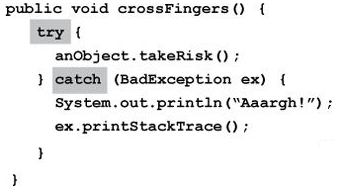 public void crossFingers() {
try {
anObject.takeRisk();
} catch (BadException ex) {
System.out.println(“Aaargh!”);
ex.printStackTrace();
}
}